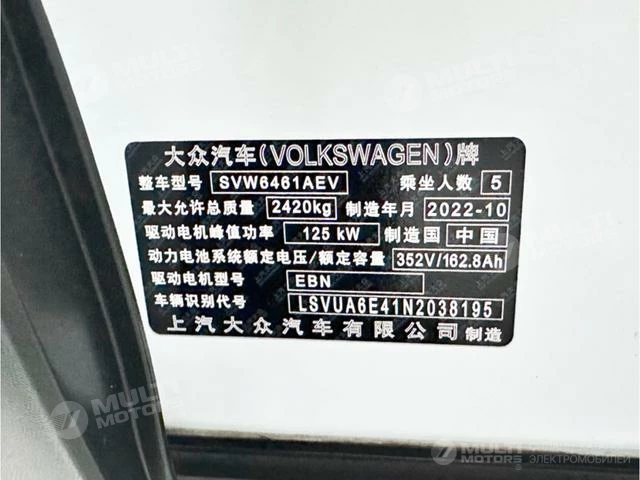 大众汽车(VOLKSWAGEN)牌
整车型号 SVW6461AEV 乘坐人数 5
最大允许总质量 2420kg 制造年月 2022-10
驱动电机峰值功率 125 kW 制造国 中国
动力电池系统额定电压/额定容量 352V/162.8Ah
驱动电机型号 EBN
车辆识别代号 LSVUA6E41N2038195
上汽大众汽车有限公司 制造
MULTI MOTORS
MULTI MOTORS
ЭЛЕКТРОМОБИЛЕЙ